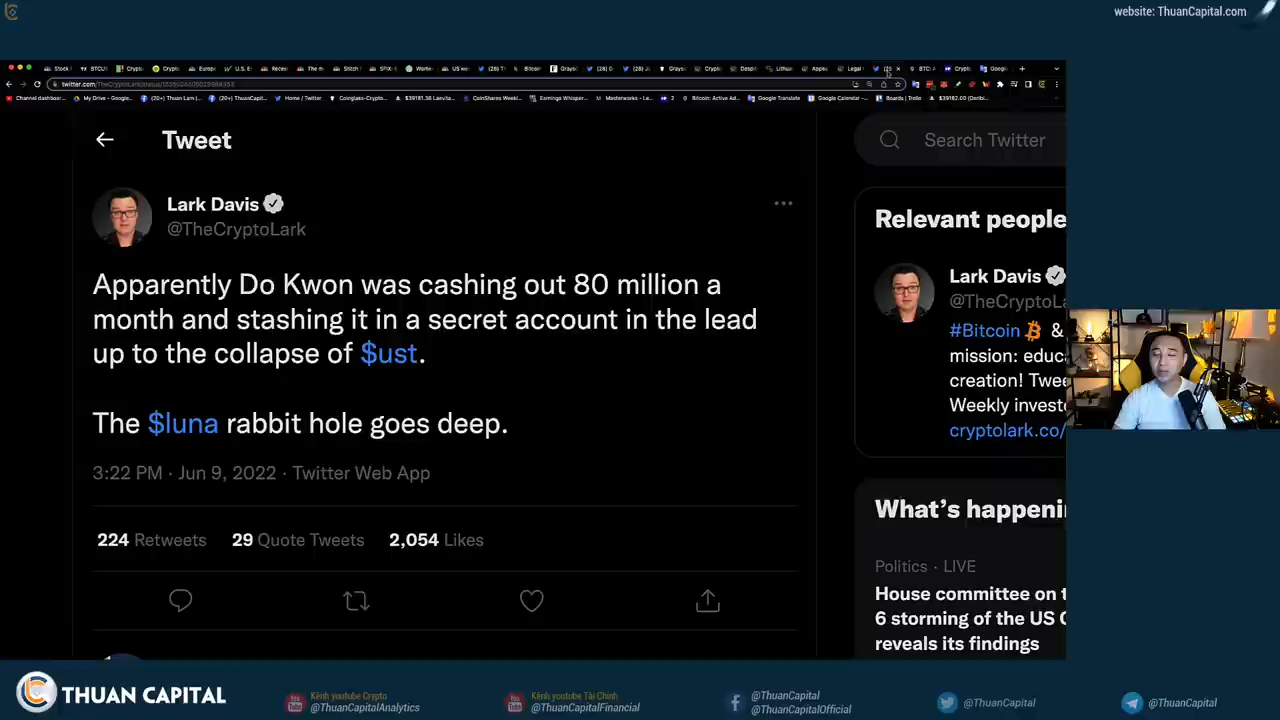 website: ThuanCapital.com
Tweet
Search Twitter
Lark Davis
@TheCryptoLark
Apparently Do Kwon was cashing out 80 million a
month and stashing it in a secret account in the lead
up to the collapse of $ust.
The $luna rabbit hole goes deep.
3:22 PM · Jun 9, 2022 · Twitter Web App
224 Retweets 29 Quote Tweets 2,054 Likes
Relevant people
Lark Davis
@TheCryptoLa
#Bitcoin &
mission: educa
creation! Twee
Weekly invest
cryptolark.co/
What's happeni
Politics · LIVE
House committee on t
6 storming of the US C
reveals its findings
THUAN CAPITAL
Kênh youtube Crypto
@ThuanCapitalAnalytics
Kênh youtube Tài Chính
@ThuanCapitalFinancial
@ThuanCapital
@ThuanCapitalOfficial
@ThuanCapital
@ThuanCapital